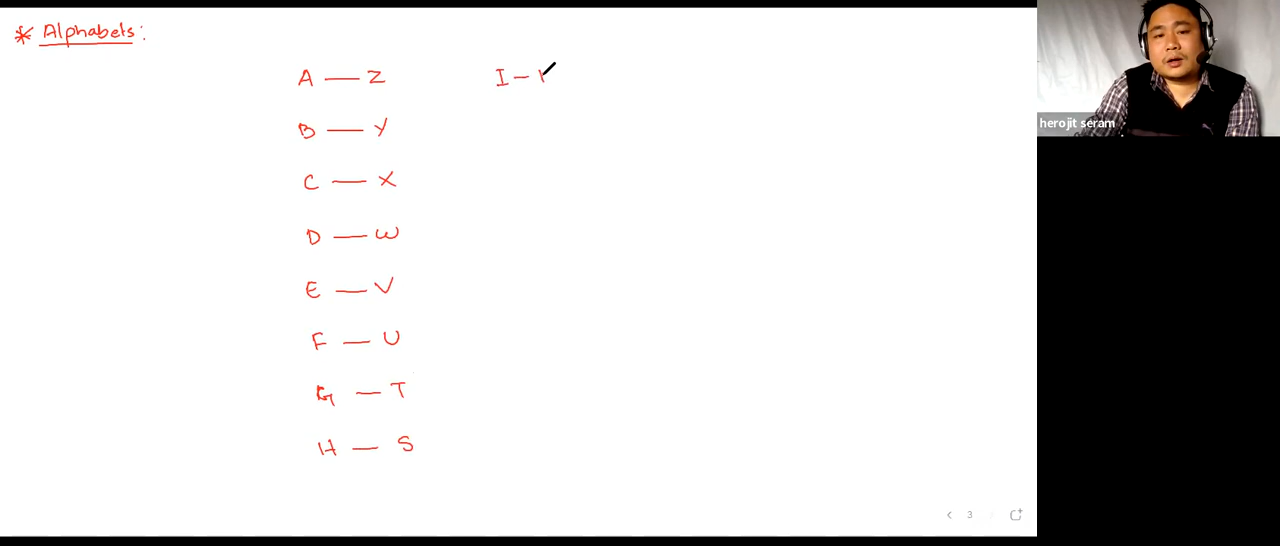 * Alphabets:
A — Z
B — Y
C — X
D — W
E — V
F — U
G — T
H — S
I –
herojit seram
3